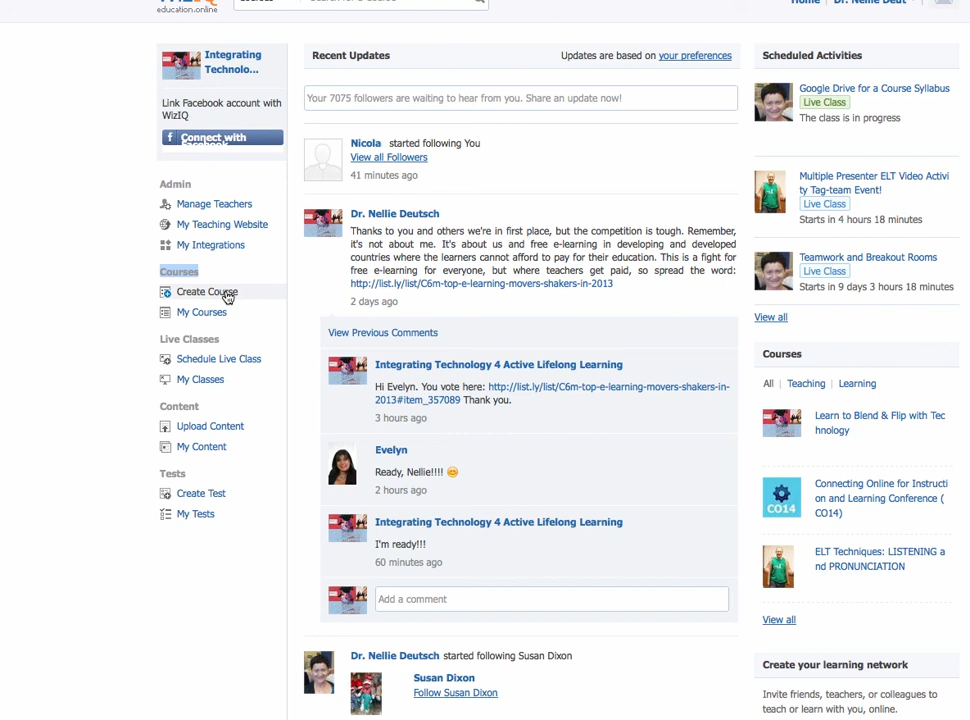 education.online
Home
Dr. Nellie Deut
Integrating
Technolo...
Link Facebook account with
WizIQ
Connect with
Facebook
Admin
Manage Teachers
My Teaching Website
My Integrations
Courses
Create Course
My Courses
Live Classes
Schedule Live Class
My Classes
Content
Upload Content
My Content
Tests
Create Test
My Tests
Recent Updates
Updates are based on your preferences
Your 7075 followers are waiting to hear from you. Share an update now!
Nicola started following You
View all Followers
41 minutes ago
Dr. Nellie Deutsch
Thanks to you and others we're in first place, but the competition is tough. Remember,
it's not about me. It's about us and free e-learning in developing and developed
countries where the learners cannot afford to pay for their education. This is a fight for
free e-learning for everyone, but where teachers get paid, so spread the word:
http://list.ly/list/C6m-top-e-learning-movers-shakers-in-2013
2 days ago
View Previous Comments
Integrating Technology 4 Active Lifelong Learning
Hi Evelyn. You vote here: http://list.ly/list/C6m-top-e-learning-movers-shakers-in-
2013#item_357089 Thank you.
3 hours ago
Evelyn
Ready, Nellie!!!! 😊
2 hours ago
Integrating Technology 4 Active Lifelong Learning
I'm ready!!!
60 minutes ago
Add a comment
Dr. Nellie Deutsch started following Susan Dixon
Susan Dixon
Follow Susan Dixon
Scheduled Activities
Google Drive for a Course Syllabus
Live Class
The class is in progress
Multiple Presenter ELT Video Activi
ty Tag-team Event!
Live Class
Starts in 4 hours 18 minutes
Teamwork and Breakout Rooms
Live Class
Starts in 9 days 3 hours 18 minutes
View all
Courses
All Teaching | Learning
Learn to Blend & Flip with Tec
hnology
CO14
Connecting Online for Instructi
on and Learning Conference (
CO14)
ELT Techniques: LISTENING a
nd PRONUNCIATION
View all
Create your learning network
Invite friends, teachers, or colleagues to
teach or learn with you, online.